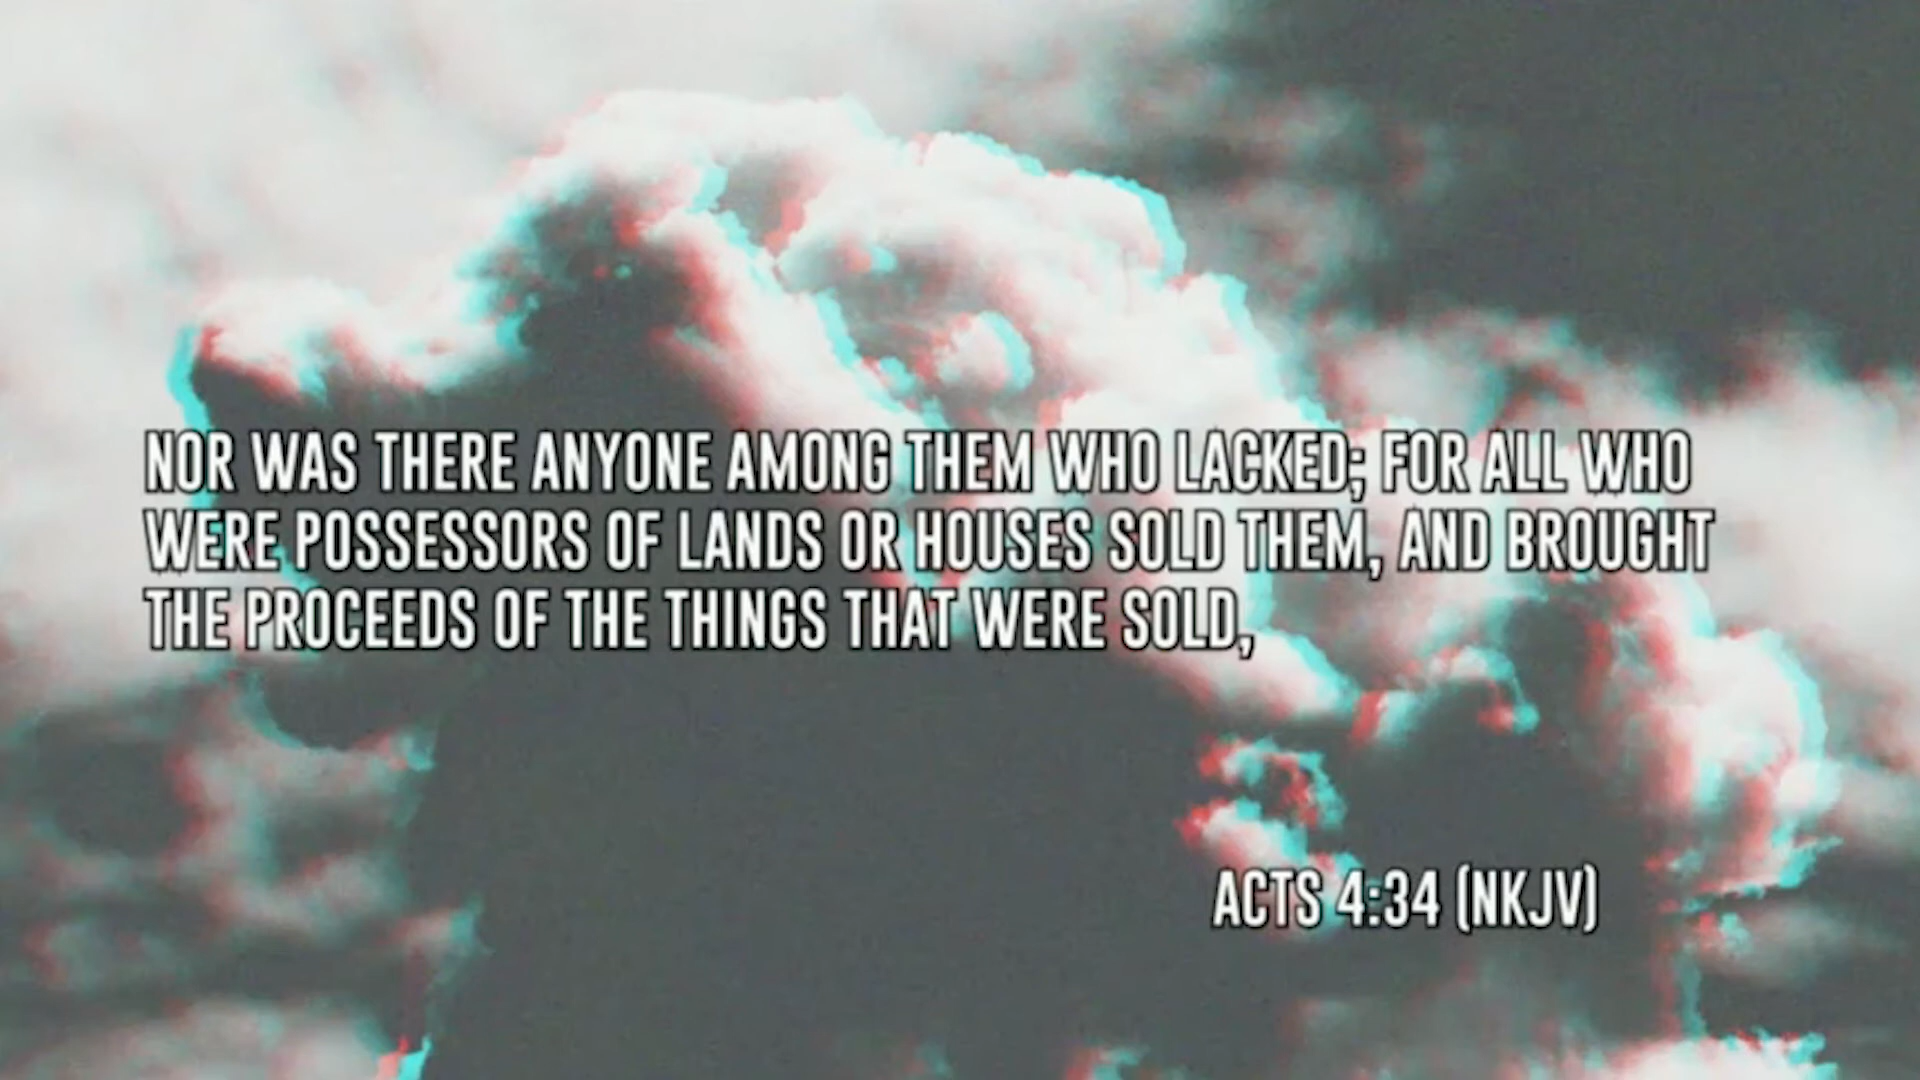 NOR WAS THERE ANYONE AMONG THEM WHO LACKED; FOR ALL WHO
WERE POSSESSORS OF LANDS OR HOUSES SOLD THEM, AND BROUGHT
THE PROCEEDS OF THE THINGS THAT WERE SOLD,
ACTS 4:34 (NKJV)